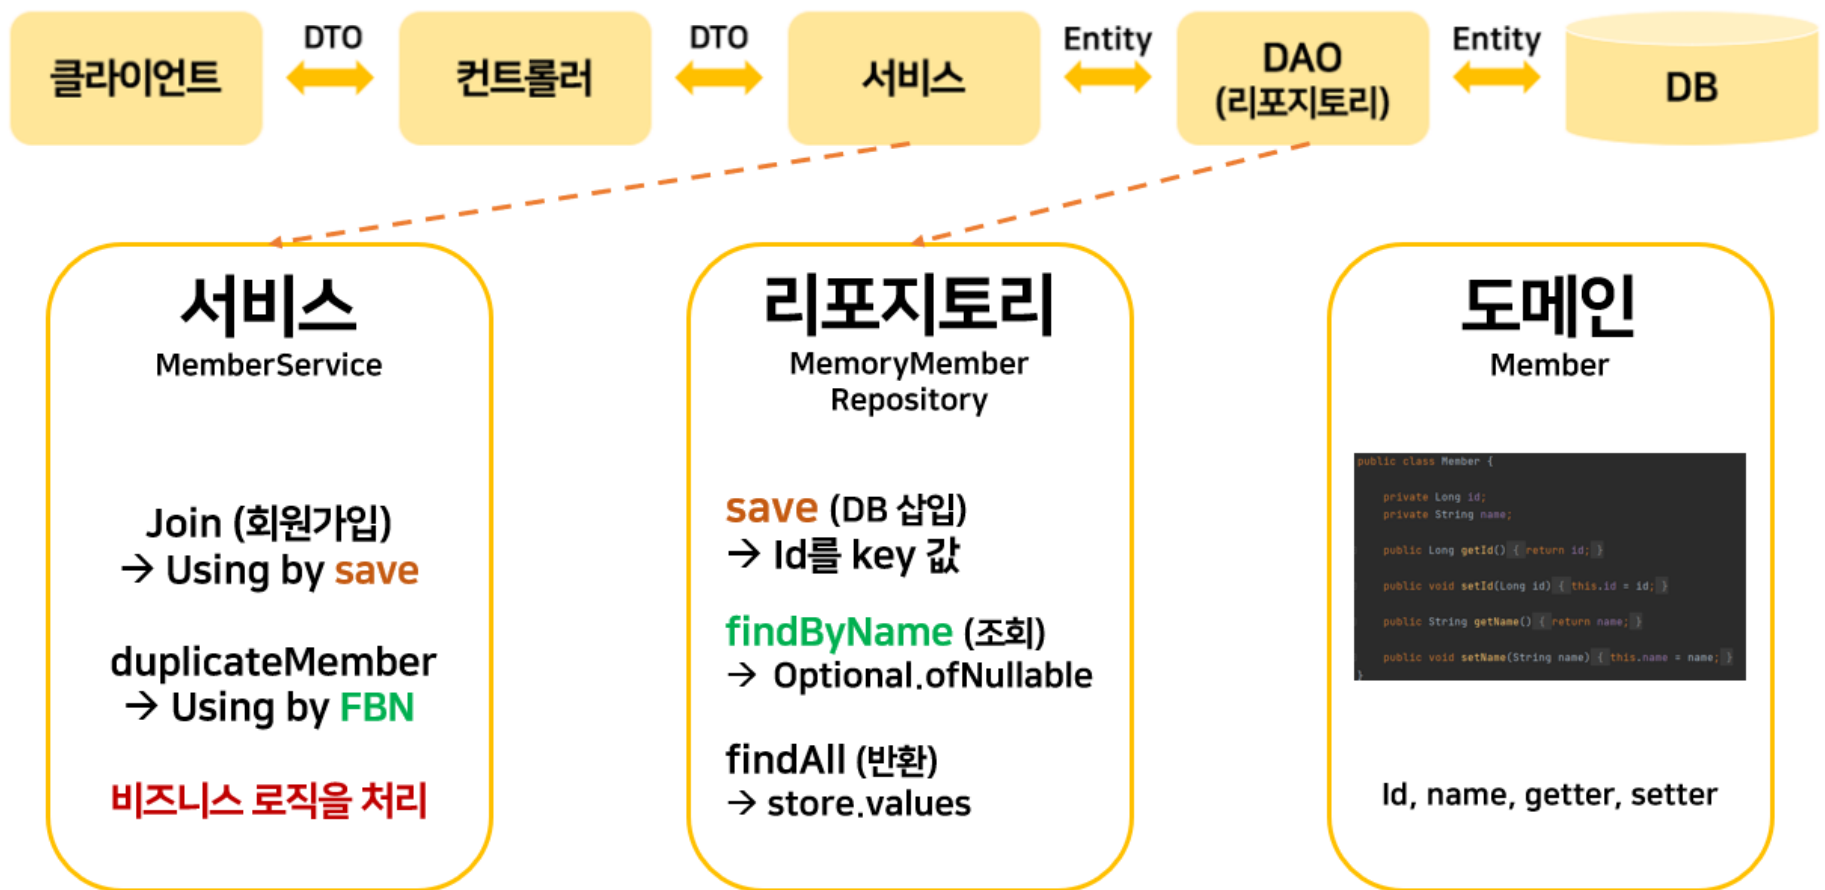 클라이언트
DTO
컨트롤러
DTO
서비스
Entity
DAO
(리포지토리)
Entity
DB
서비스
MemberService
Join (회원가입)
→ Using by save
duplicateMember
→ Using by FBN
비즈니스 로직을 처리
리포지토리
MemoryMember
Repository
save (DB 삽입)
→ Id를 key 값
findByName (조회)
→ Optional.ofNullable
findAll (반환)
→ store.values
도메인
Member
public class Member {
private Long id;
private String name;
public Long getId() { return id; }
public void setId(Long id) { this.id = id; }
public String getName() { return name; }
public void setName(String name) { this.name = name; }
}
Id, name, getter, setter